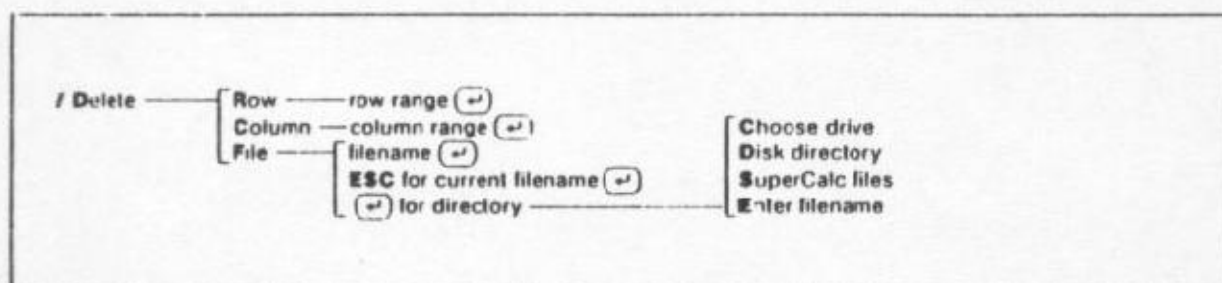 / Delete Row row range (↵)
Column column range (↵)
File filename (↵)
ESC for current filename (↵)
(↵) for directory
Choose drive
Disk directory
SuperCalc files
Enter filename